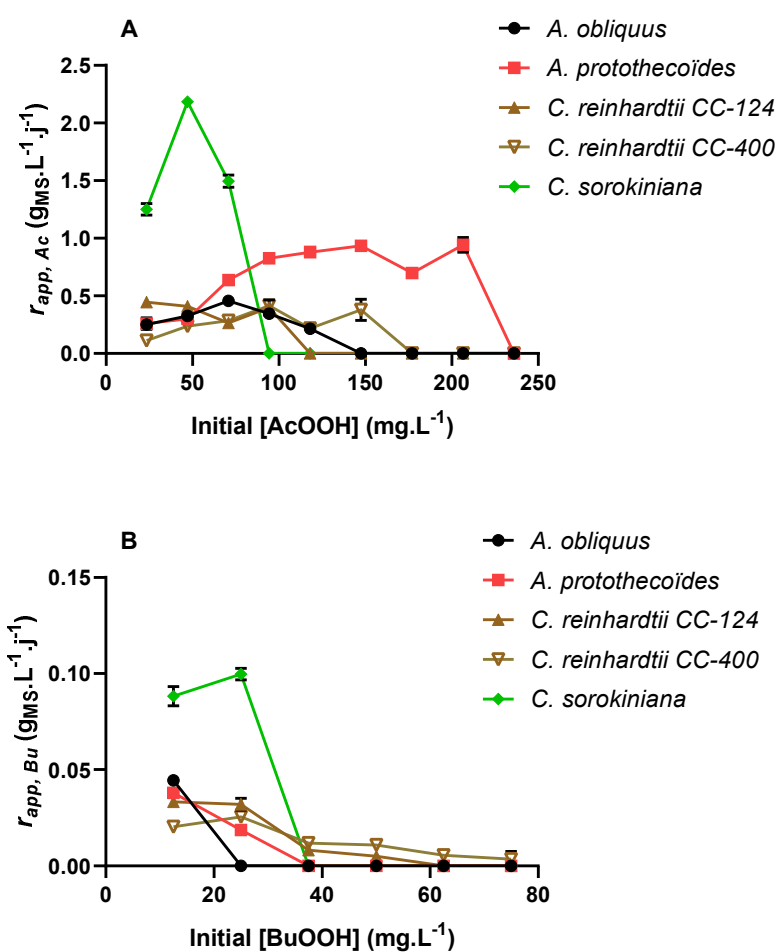 A
A. obliquus
A. protothecoïdes
C. reinhardtii CC-124
C. reinhardtii CC-400
C. sorokiniana
r_app, Ac (g_MS.L⁻¹.j⁻¹)
2.5
2.0
1.5
1.0
0.5
0.0
0 50 100 150 200 250
Initial [AcOOH] (mg.L⁻¹)
B
A. obliquus
A. protothecoïdes
C. reinhardtii CC-124
C. reinhardtii CC-400
C. sorokiniana
r_app, Bu (g_MS.L⁻¹.j⁻¹)
0.15
0.10
0.05
0.00
0 20 40 60 80
Initial [BuOOH] (mg.L⁻¹)